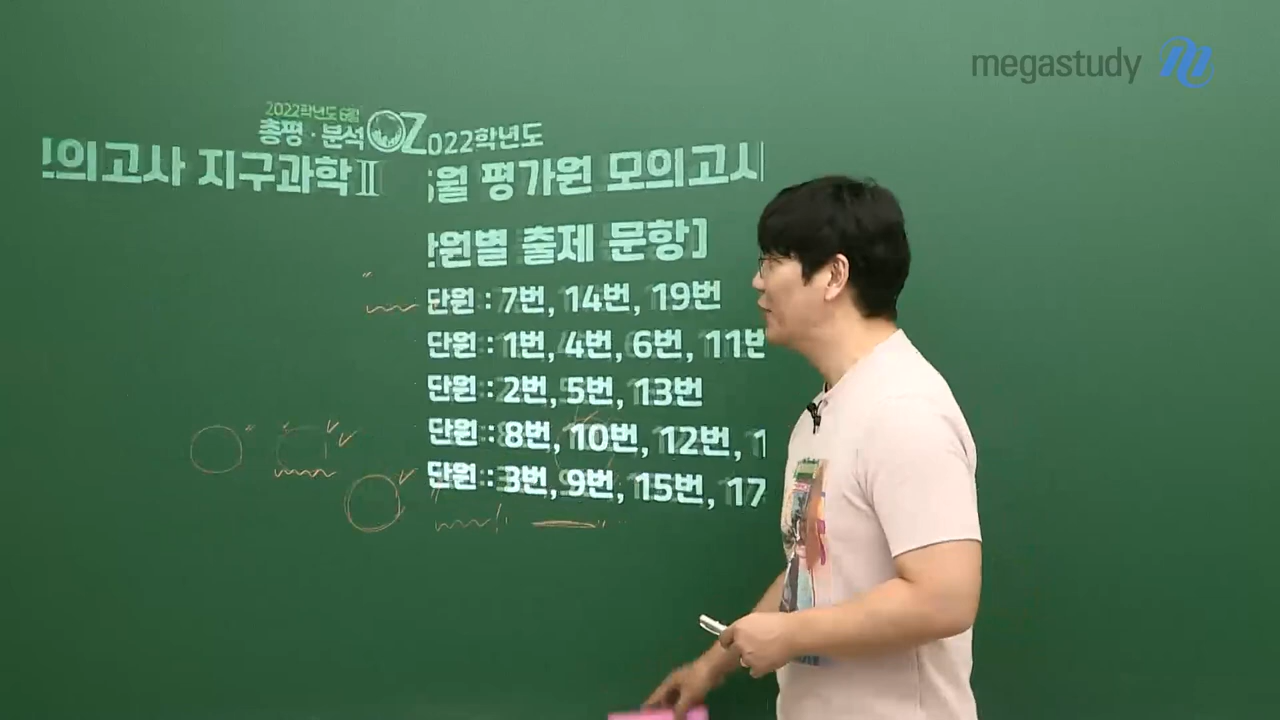 megastudy
2022학년도 6월
총평·분석 OZ
022학년도
의고사 지구과학Ⅱ
월 평가원 모의고사
원별 출제 문항]
단원 : 7번, 14번, 19번
단원 : 1번, 4번, 6번, 11번
단원 : 2번, 5번, 13번
단원 : 8번, 10번, 12번, 1
단원 : 3번, 9번, 15번, 17